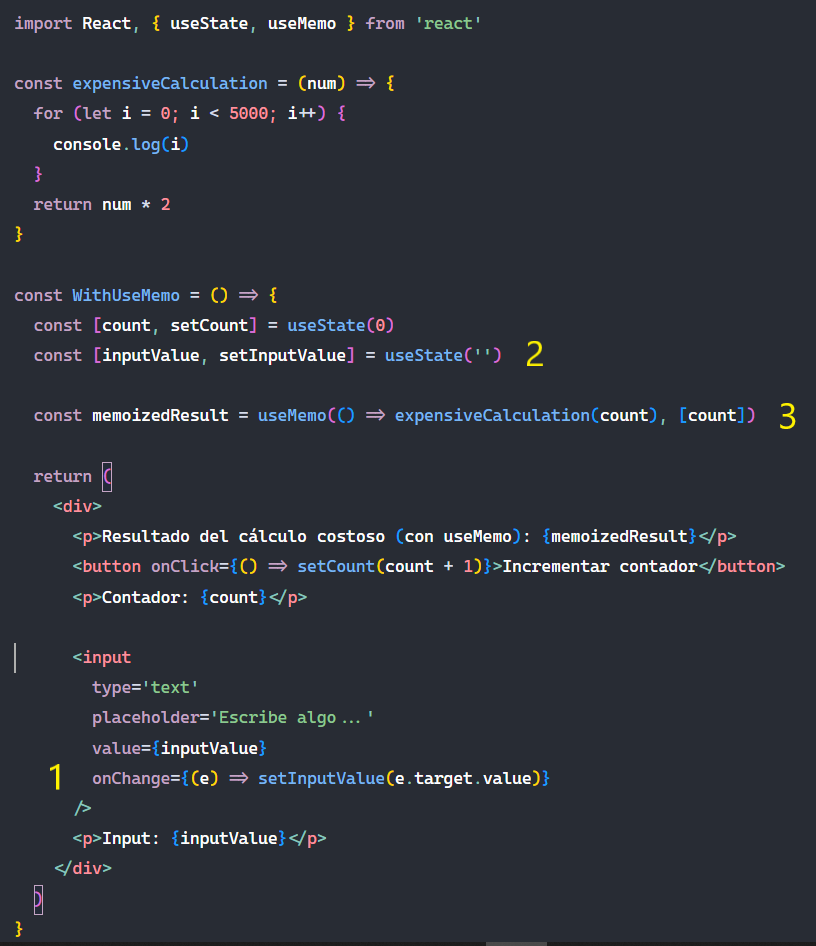 import React, { useState, useMemo } from 'react'
const expensiveCalculation = (num) => {
for (let i = 0; i < 5000; i++) {
console.log(i)
}
return num * 2
}
const WithUseMemo = () => {
const [count, setCount] = useState(0)
const [inputValue, setInputValue] = useState('') 2
const memoizedResult = useMemo(() => expensiveCalculation(count), [count]) 3
return (
<div>
<p>Resultado del cálculo costoso (con useMemo): {memoizedResult}</p>
<button onClick={() => setCount(count + 1)}>Incrementar contador</button>
<p>Contador: {count}</p>
<input
type='text'
placeholder='Escribe algo...'
value={inputValue}
1 onChange={(e) => setInputValue(e.target.value)}
/>
<p>Input: {inputValue}</p>
</div>
)
}